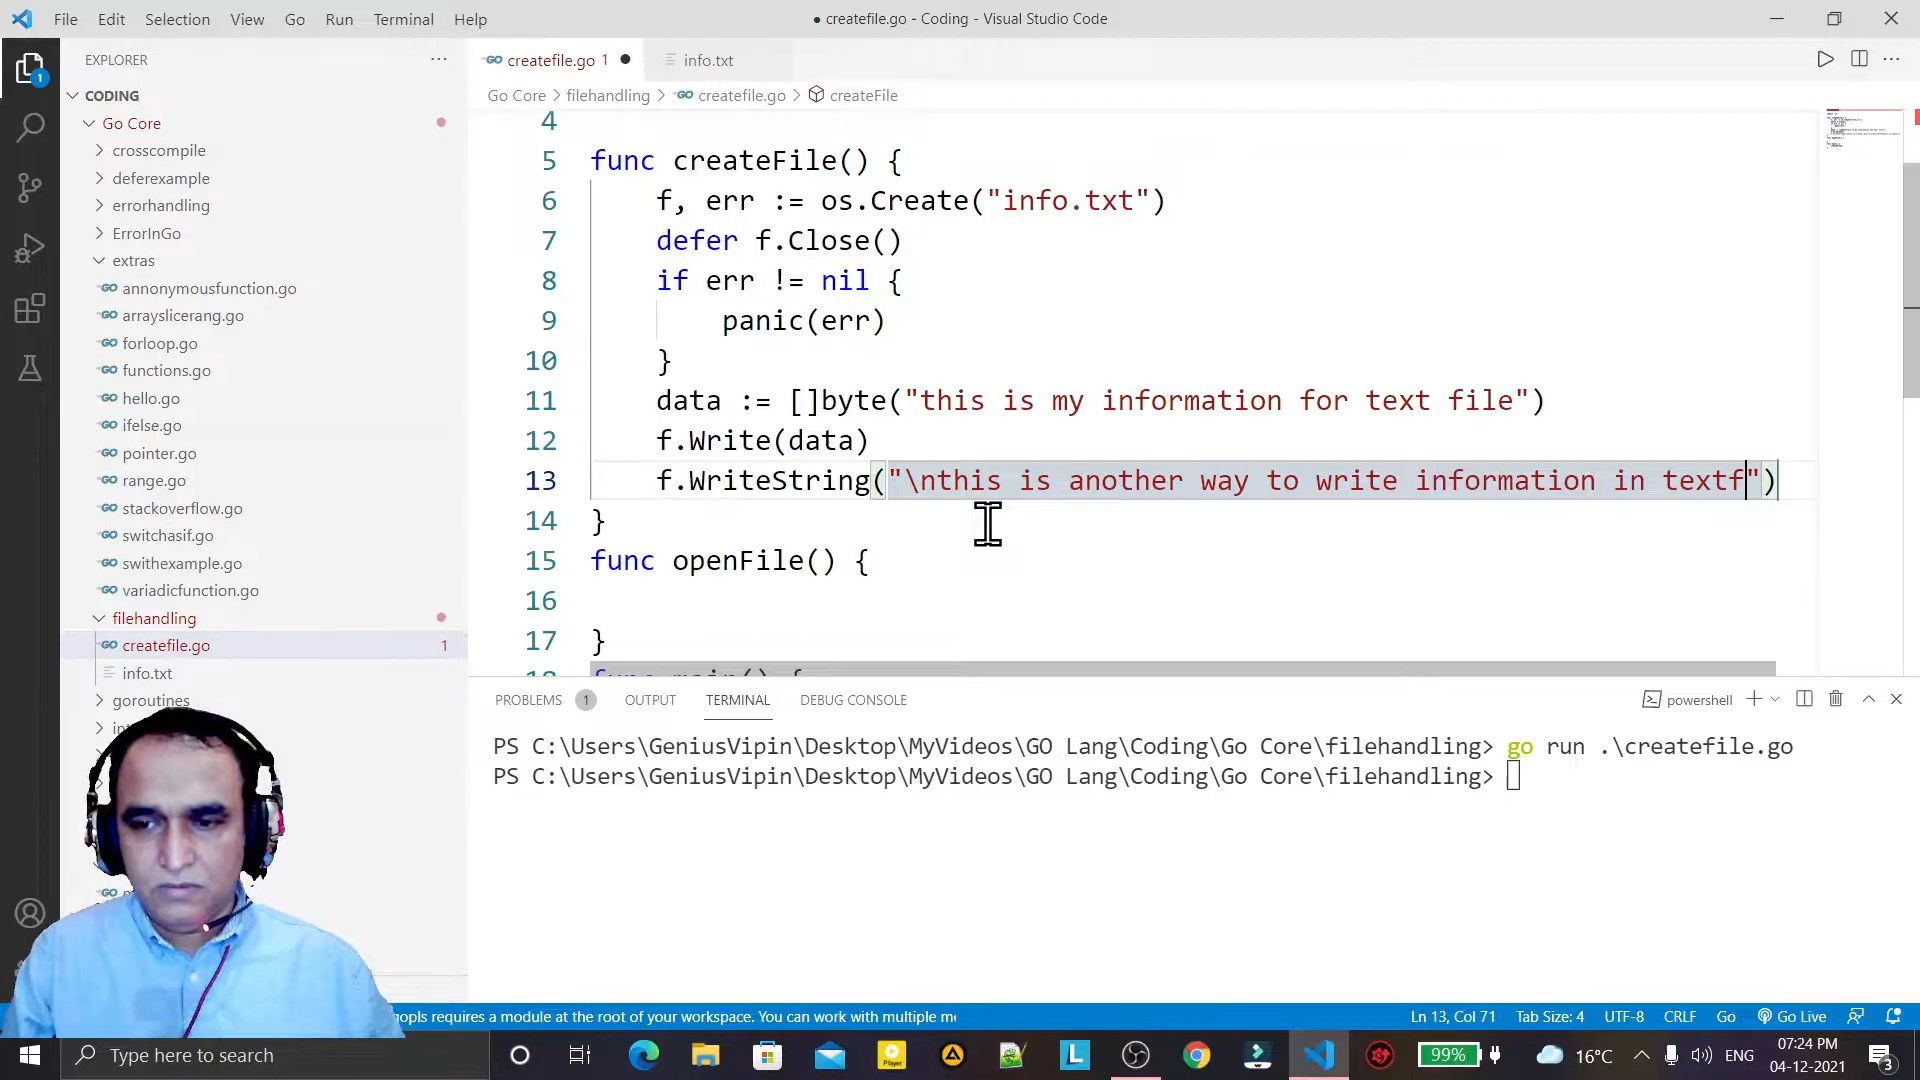 File Edit Selection View Go Run Terminal Help
● createfile.go - Coding - Visual Studio Code
EXPLORER
createfile.go 1
info.txt
CODING
Go Core > filehandling > createfile.go > createFile
Go Core
crosscompile
deferexample
errorhandling
ErrorInGo
extras
annonymousfunction.go
arrayslicerang.go
forloop.go
functions.go
hello.go
ifelse.go
pointer.go
range.go
stackoverflow.go
switchasif.go
swithexample.go
variadicfunction.go
filehandling
createfile.go 1
info.txt
goroutines
4
5 func createFile() {
6 f, err := os.Create("info.txt")
7 defer f.Close()
8 if err != nil {
9 panic(err)
10 }
11 data := []byte("this is my information for text file")
12 f.Write(data)
13 f.WriteString("\nthis is another way to write information in textf")
14 }
15 func openFile() {
16
17 }
18 func main() {
PROBLEMS 1 OUTPUT TERMINAL DEBUG CONSOLE
powershell
PS C:\Users\GeniusVipin\Desktop\MyVideos\GO Lang\Coding\Go Core\filehandling> go run .\createfile.go
PS C:\Users\GeniusVipin\Desktop\MyVideos\GO Lang\Coding\Go Core\filehandling>
gopls requires a module at the root of your workspace. You can work with multiple
Ln 13, Col 71 Tab Size: 4 UTF-8 CRLF Go Go Live
Type here to search
Player
99%
16°C
ENG
07:24 PM
04-12-2021
3